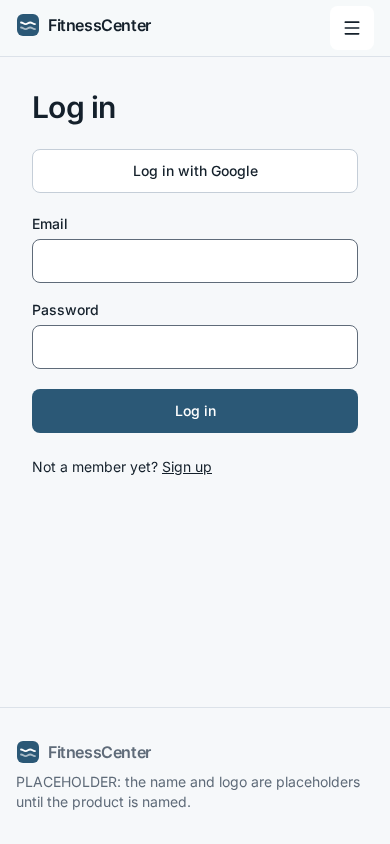 FitnessCenter
Log in
Log in with Google
Email
Password
Log in
Not a member yet? Sign up
FitnessCenter
PLACEHOLDER: the name and logo are placeholders
until the product is named.